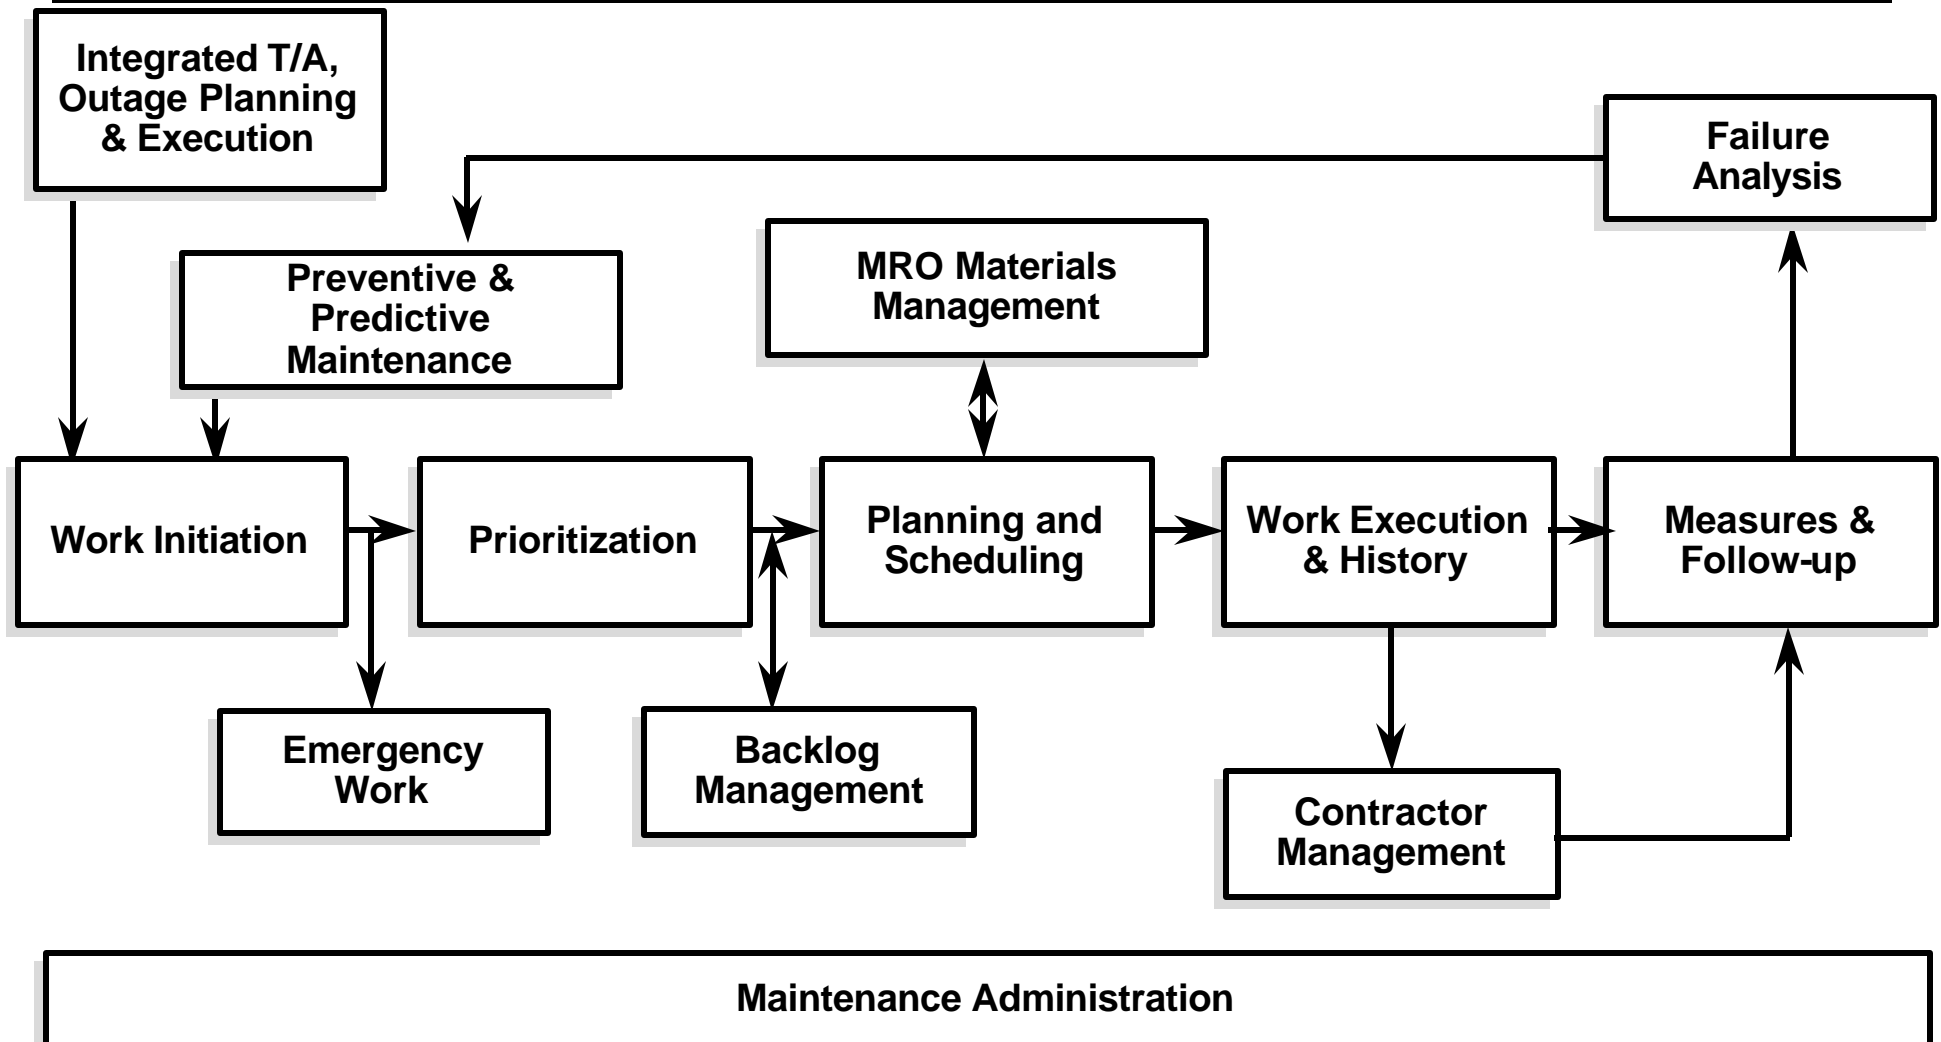 Integrated T/A,
Outage Planning
& Execution
Failure
Analysis
Preventive &
Predictive
Maintenance
MRO Materials
Management
Work Initiation
Prioritization
Planning and
Scheduling
Work Execution
& History
Measures &
Follow-up
Emergency
Work
Backlog
Management
Contractor
Management
Maintenance Administration